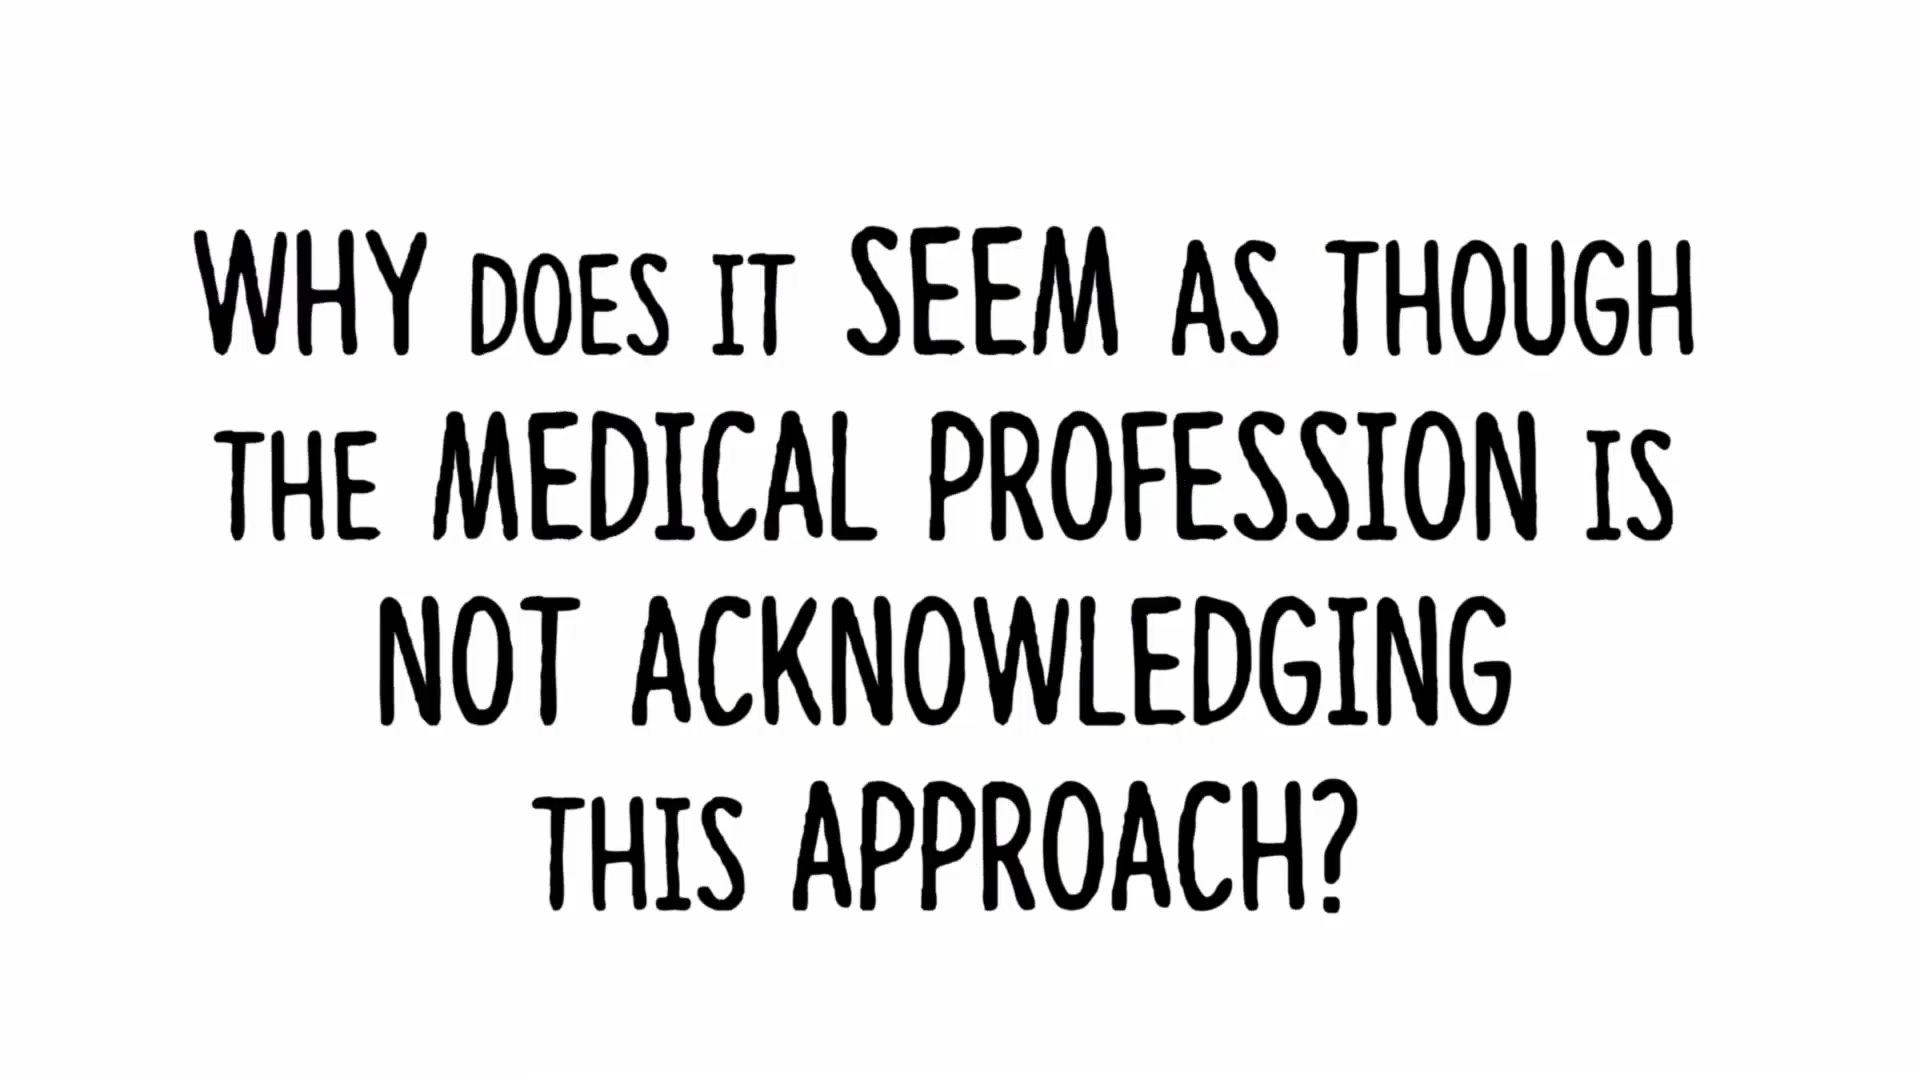 WHY DOES IT SEEM AS THOUGH
THE MEDICAL PROFESSION IS
NOT ACKNOWLEDGING
THIS APPROACH?